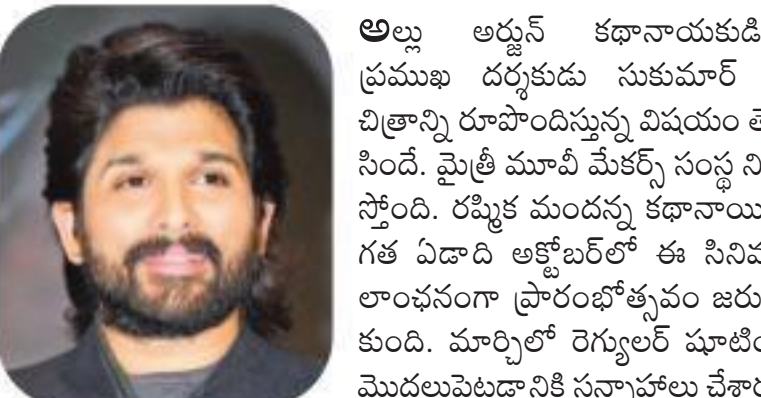 అల్లు అర్జున్ కథానాయకుడి
ప్రముఖ దర్శకుడు సుకుమార్
చిత్రాన్ని రూపొందిస్తున్న విషయం తె
సిందే. మైత్రీ మూవీ మేకర్స్ సంస్థ ని
స్తోంది. రష్మిక మందన్న కథానాయి
గత ఏడాది అక్టోబర్‌లో ఈ సినిమ
లాంఛనంగా ప్రారంభోత్సవం జరు
కుంది. మార్చిలో రెగ్యులర్ షూటిం
మొదలుపెట్టడానికి సన్నాహాలు చేశార